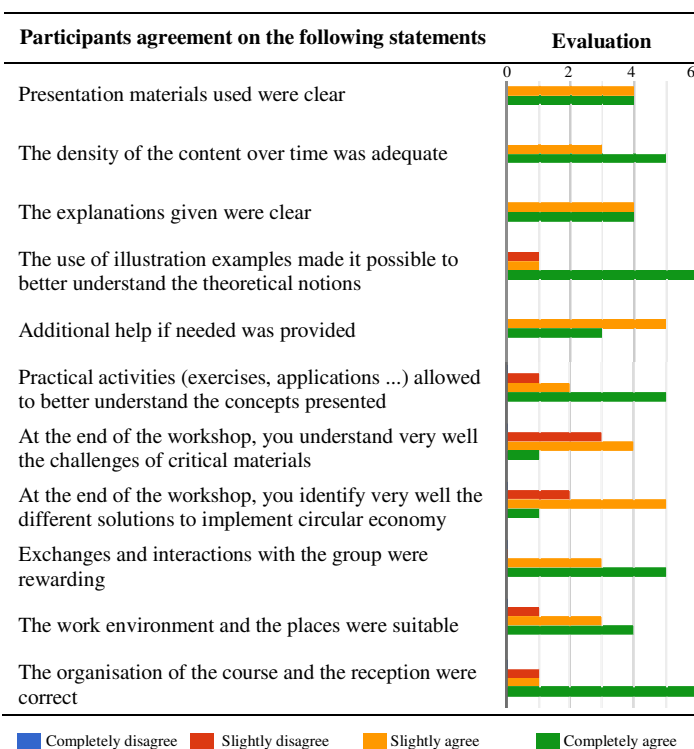 Participants agreement on the following statements
Evaluation
0 2 4 6
Presentation materials used were clear
The density of the content over time was adequate
The explanations given were clear
The use of illustration examples made it possible to
better understand the theoretical notions
Additional help if needed was provided
Practical activities (exercises, applications ...) allowed
to better understand the concepts presented
At the end of the workshop, you understand very well
the challenges of critical materials
At the end of the workshop, you identify very well the
different solutions to implement circular economy
Exchanges and interactions with the group were
rewarding
The work environment and the places were suitable
The organisation of the course and the reception were
correct
Completely disagree Slightly disagree Slightly agree Completely agree